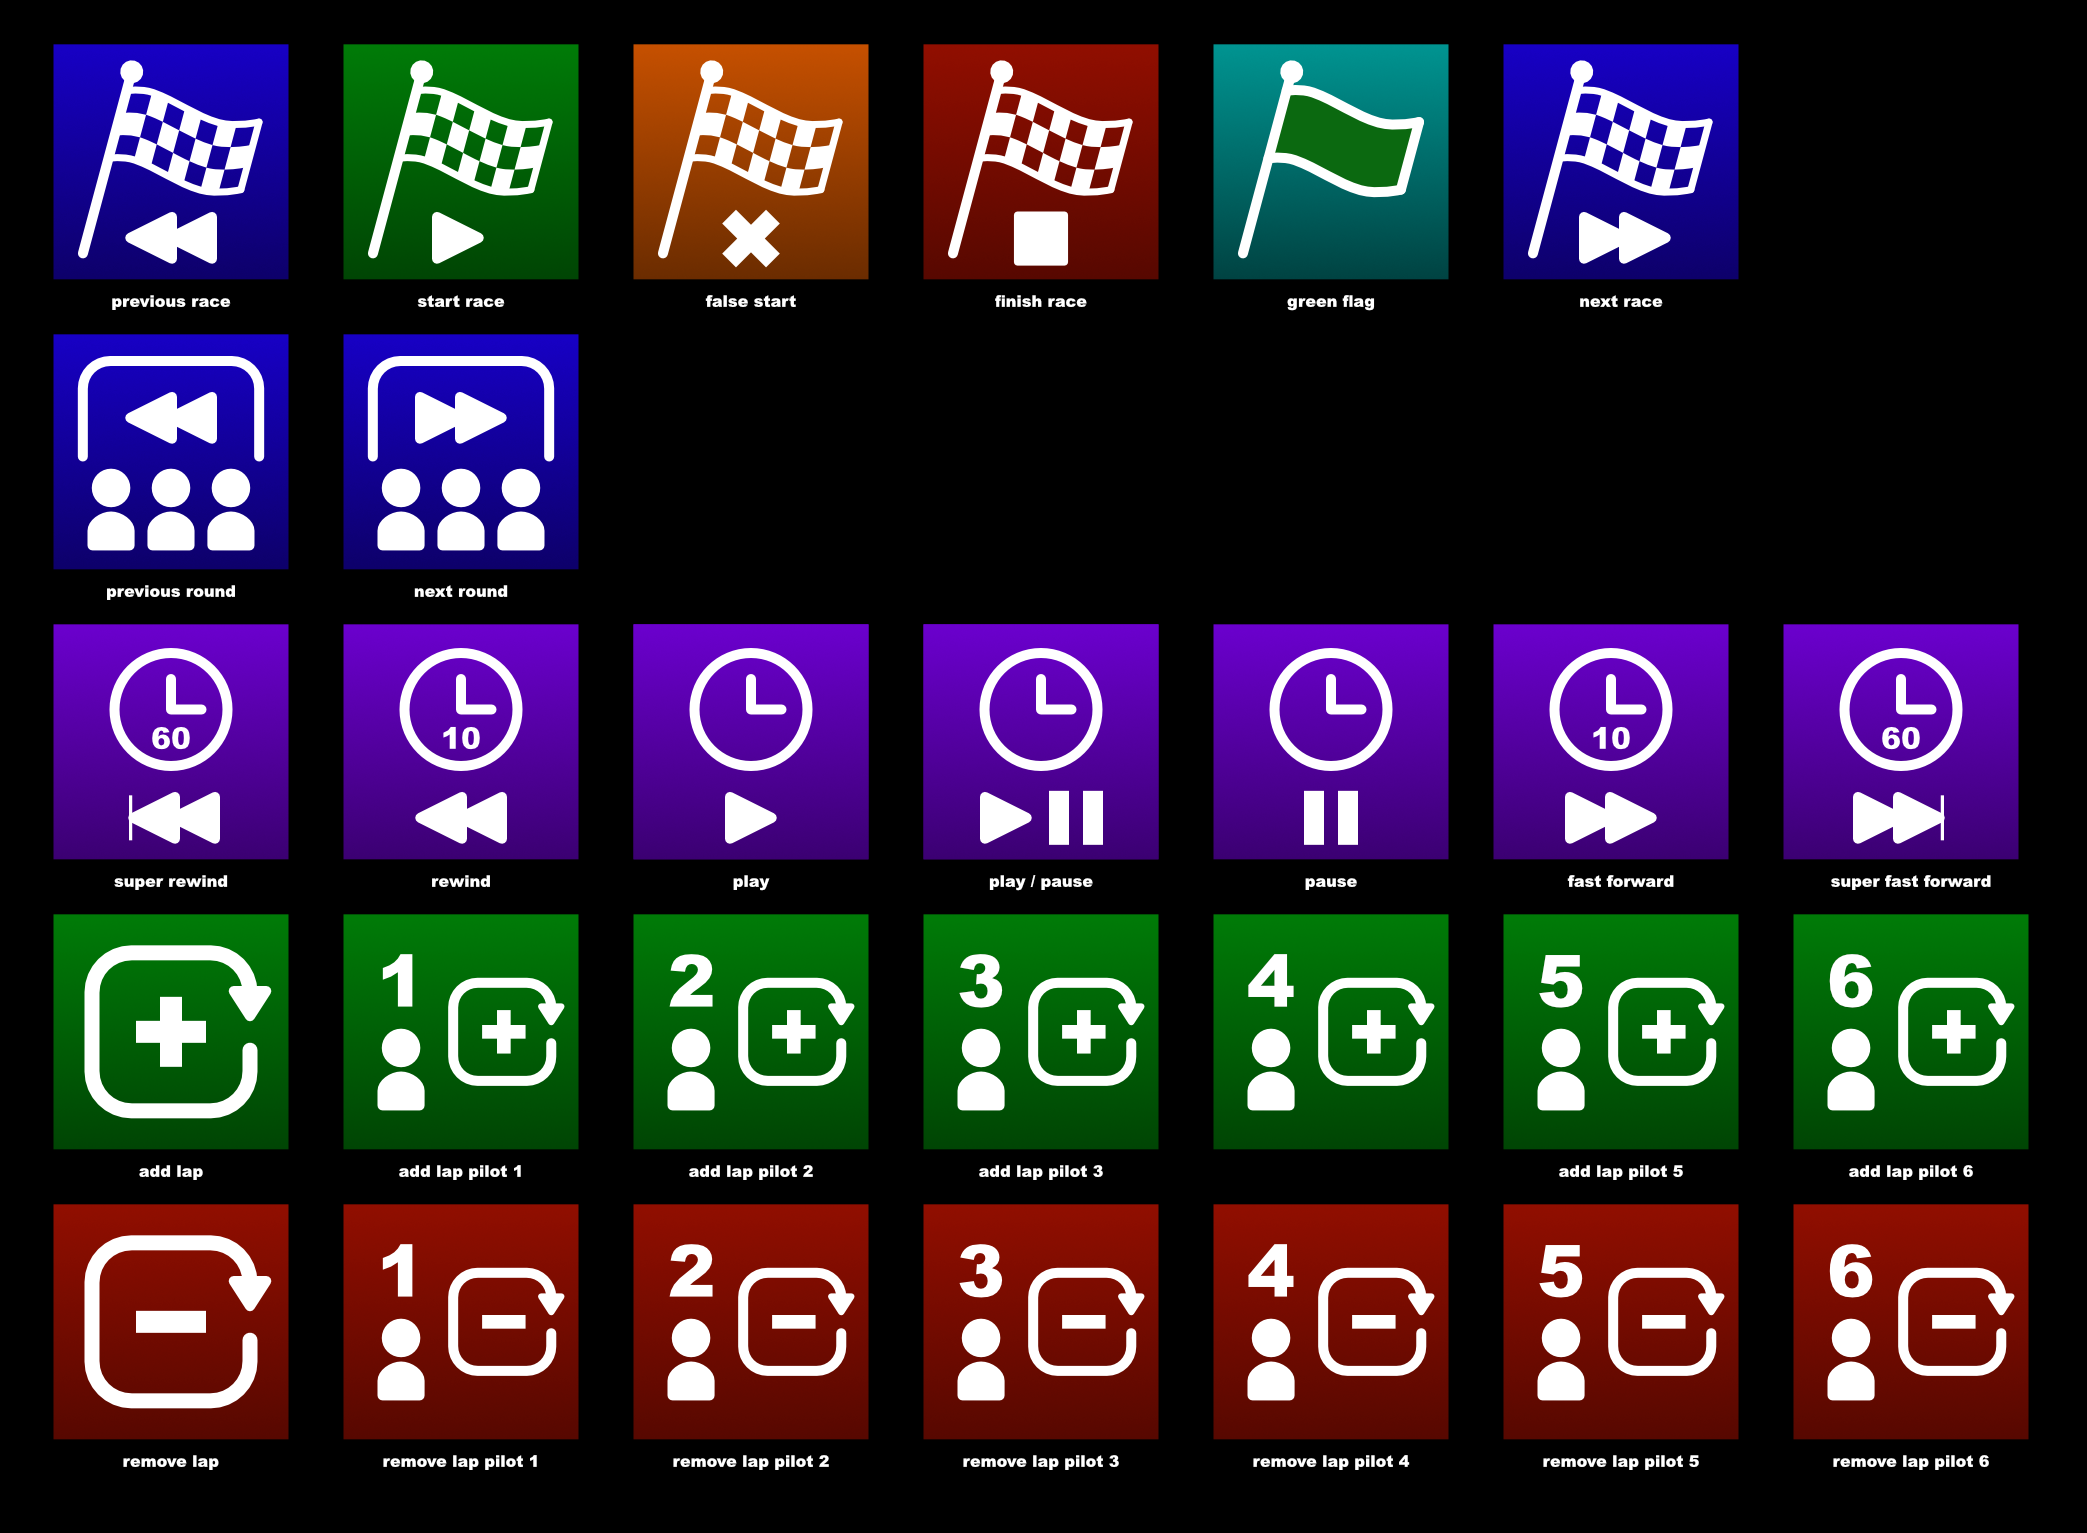 previous race
start race
false start
finish race
green flag
next race
previous round
next round
60
10
10
60
super rewind
rewind
play
play / pause
pause
fast forward
super fast forward
1
2
3
4
5
6
add lap
add lap pilot 1
add lap pilot 2
add lap pilot 3
add lap pilot 5
add lap pilot 6
1
2
3
4
5
6
remove lap
remove lap pilot 1
remove lap pilot 2
remove lap pilot 3
remove lap pilot 4
remove lap pilot 5
remove lap pilot 6